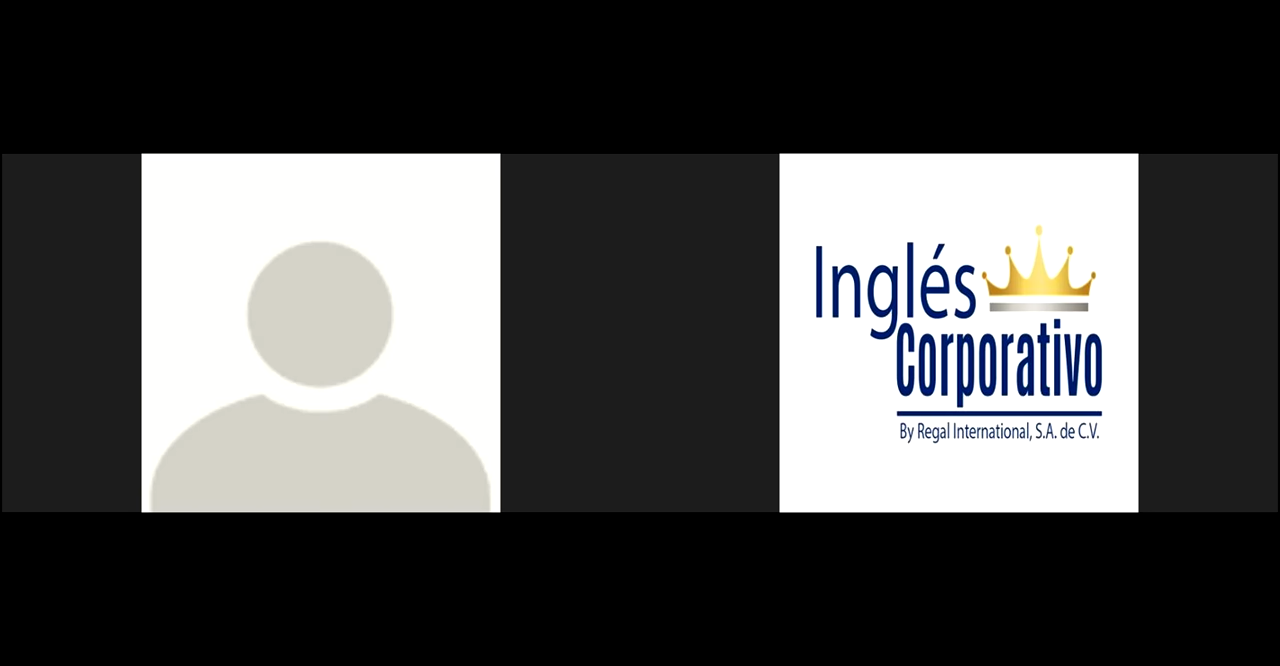 Inglés
Corporativo
By Regal International, S.A. de C.V.